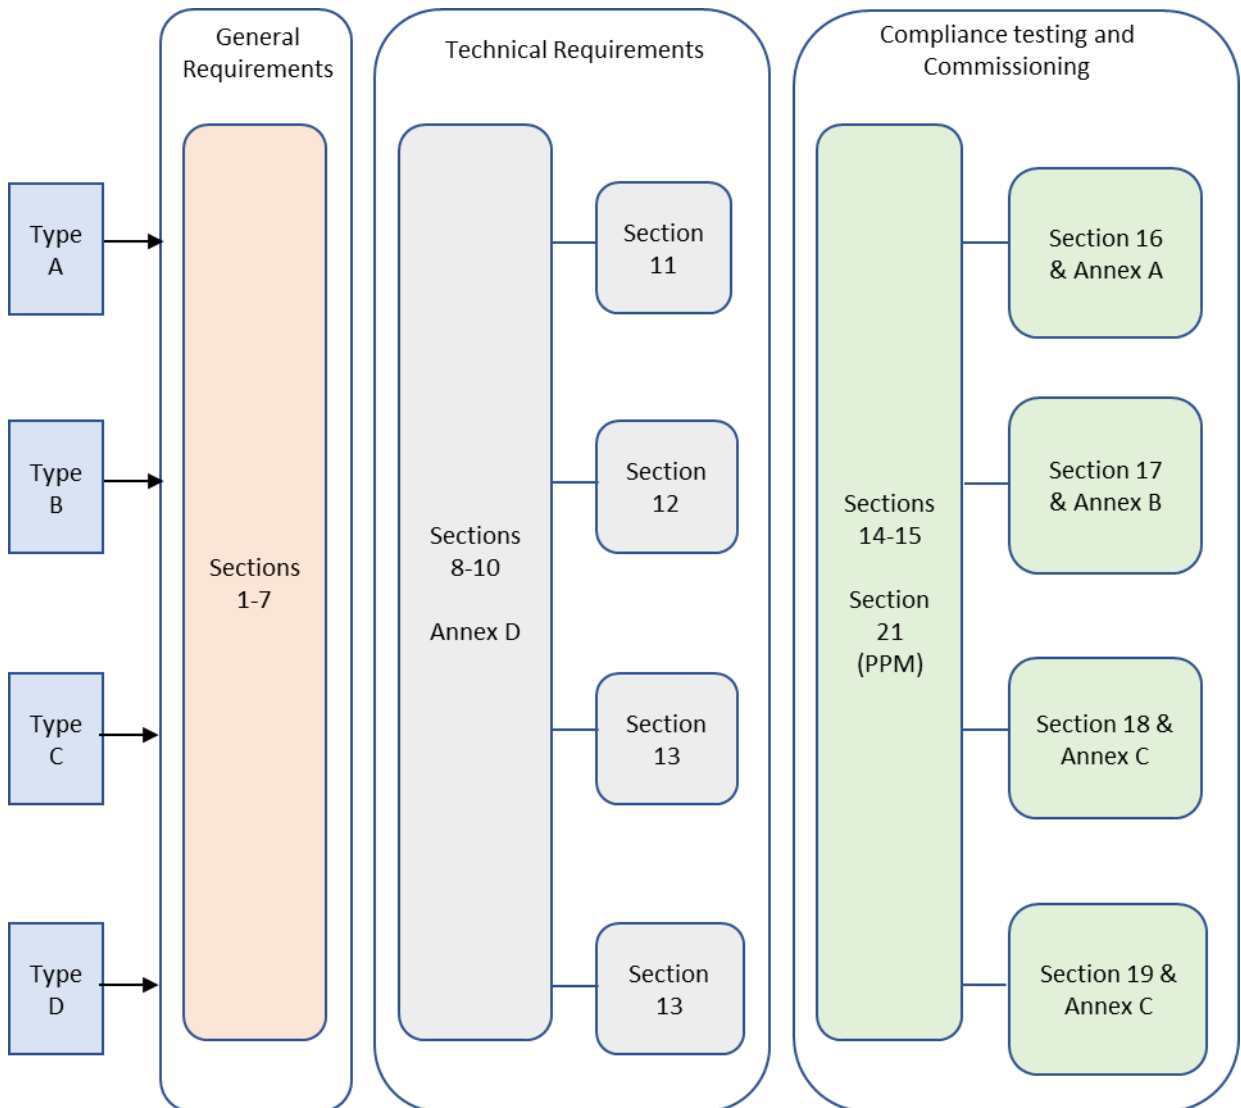 General
Requirements
Technical Requirements
Compliance testing and
Commissioning
Type
A
Type
B
Type
C
Type
D
Sections
1-7
Sections
8-10
Annex D
Section
11
Section
12
Section
13
Section
13
Sections
14-15
Section
21
(PPM)
Section 16
& Annex A
Section 17
& Annex B
Section 18 &
Annex C
Section 19 &
Annex C